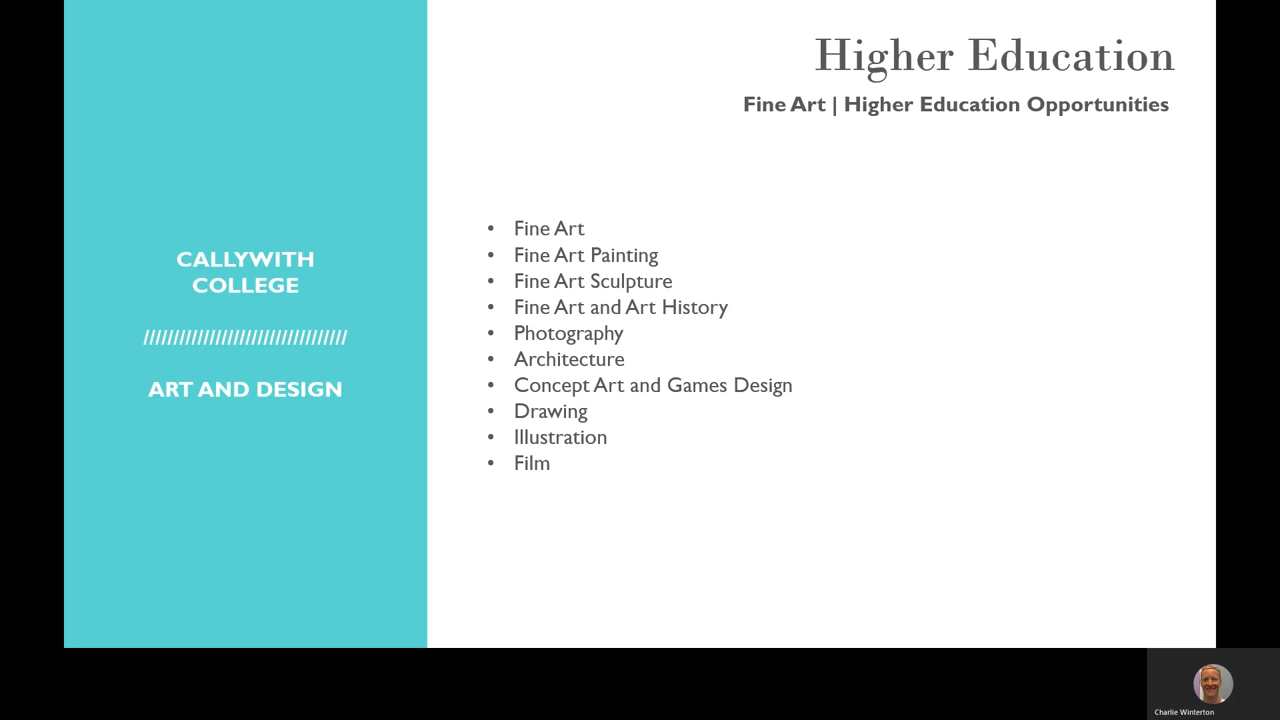 Higher Education
Fine Art | Higher Education Opportunities
CALLYWITH
COLLEGE
//////////////////////////////////
ART AND DESIGN
• Fine Art
• Fine Art Painting
• Fine Art Sculpture
• Fine Art and Art History
• Photography
• Architecture
• Concept Art and Games Design
• Drawing
• Illustration
• Film
Charlie Winterton